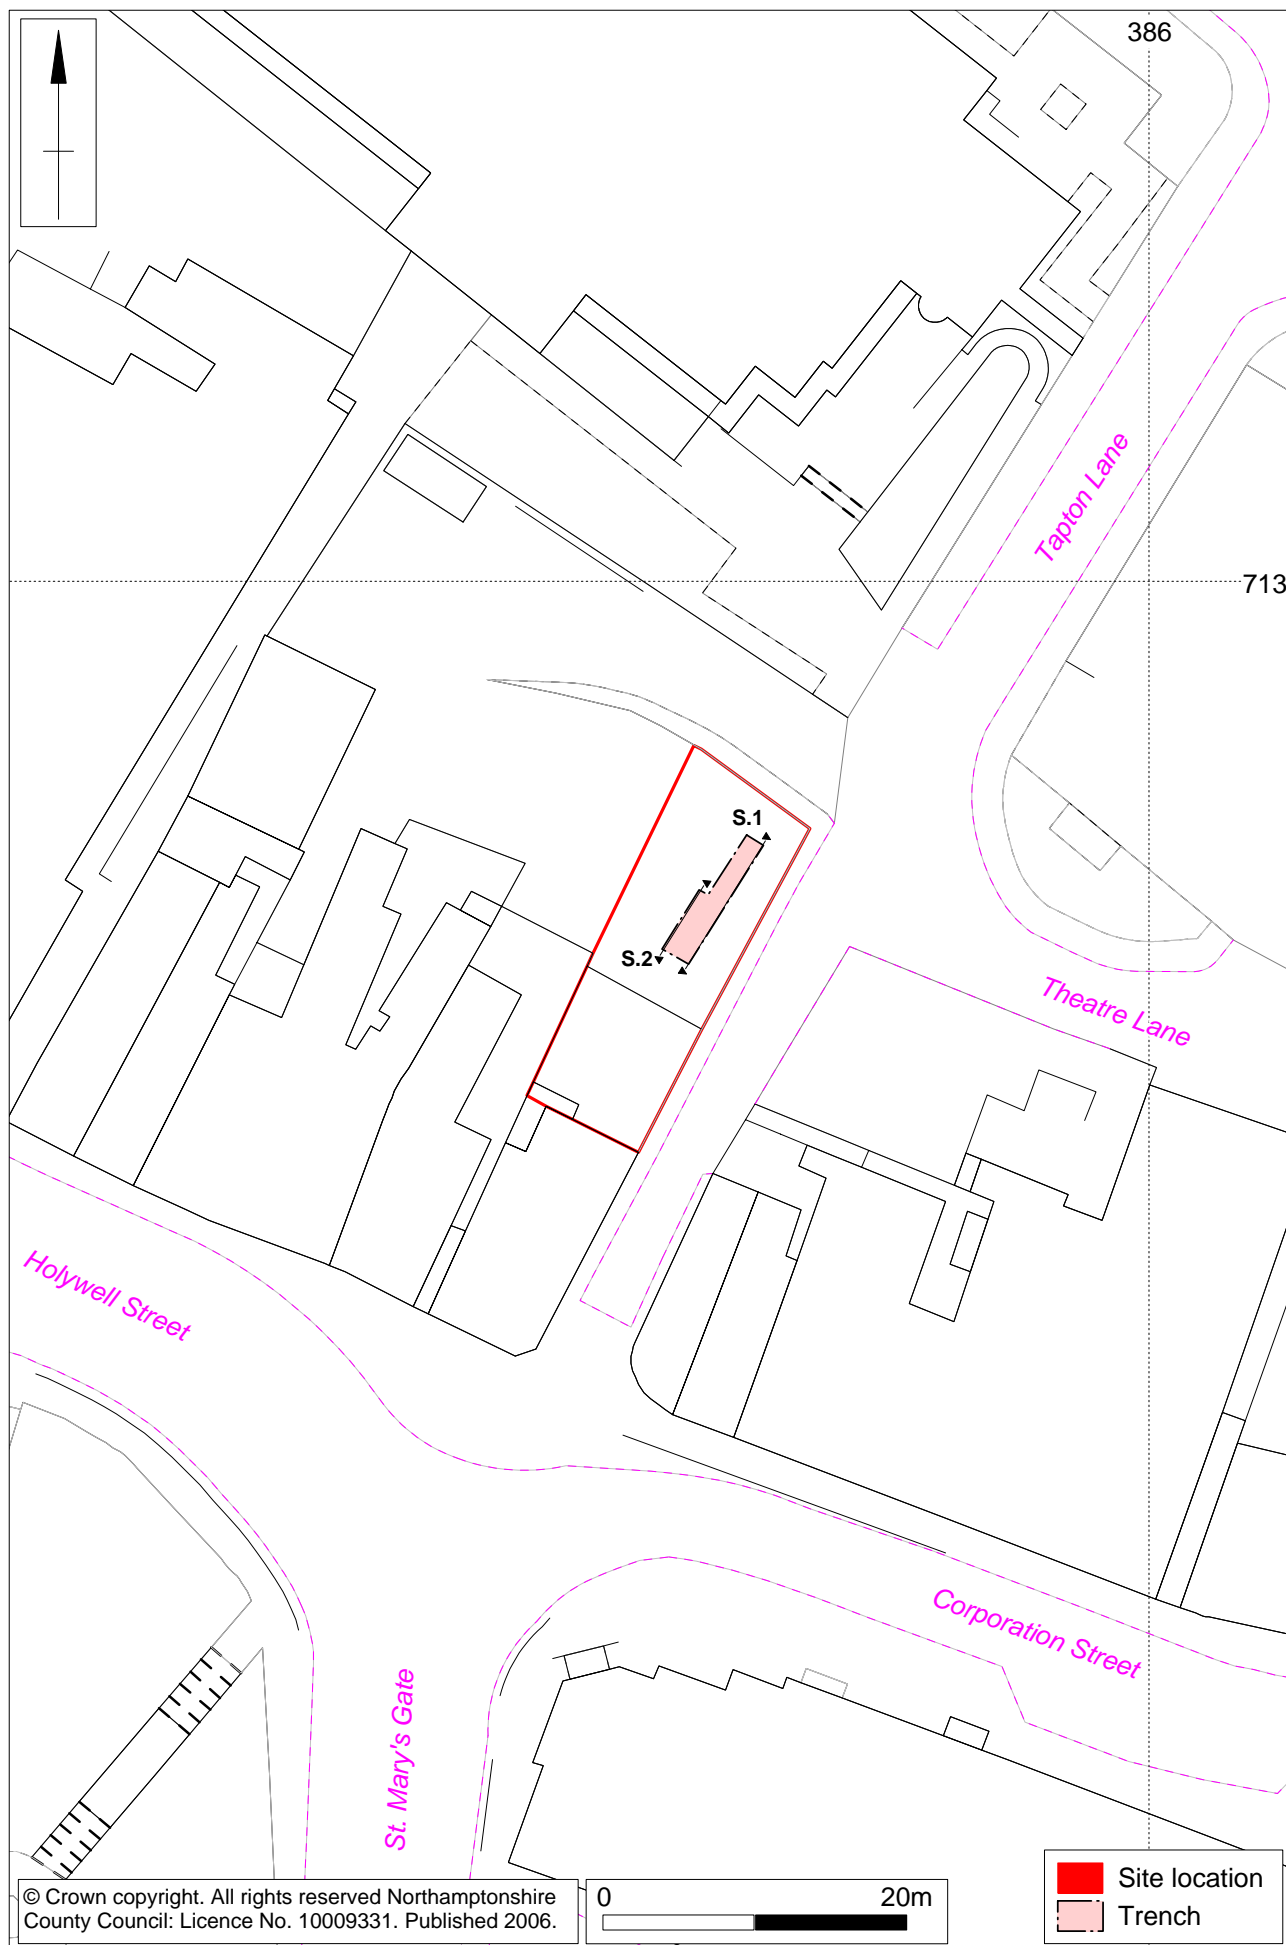 386
Tapton Lane
713
S.1
S.2
Theatre Lane
Holywell Street
Corporation Street
St. Mary's Gate
© Crown copyright. All rights reserved Northamptonshire
County Council: Licence No. 10009331. Published 2006.
0 20m
Site location
Trench